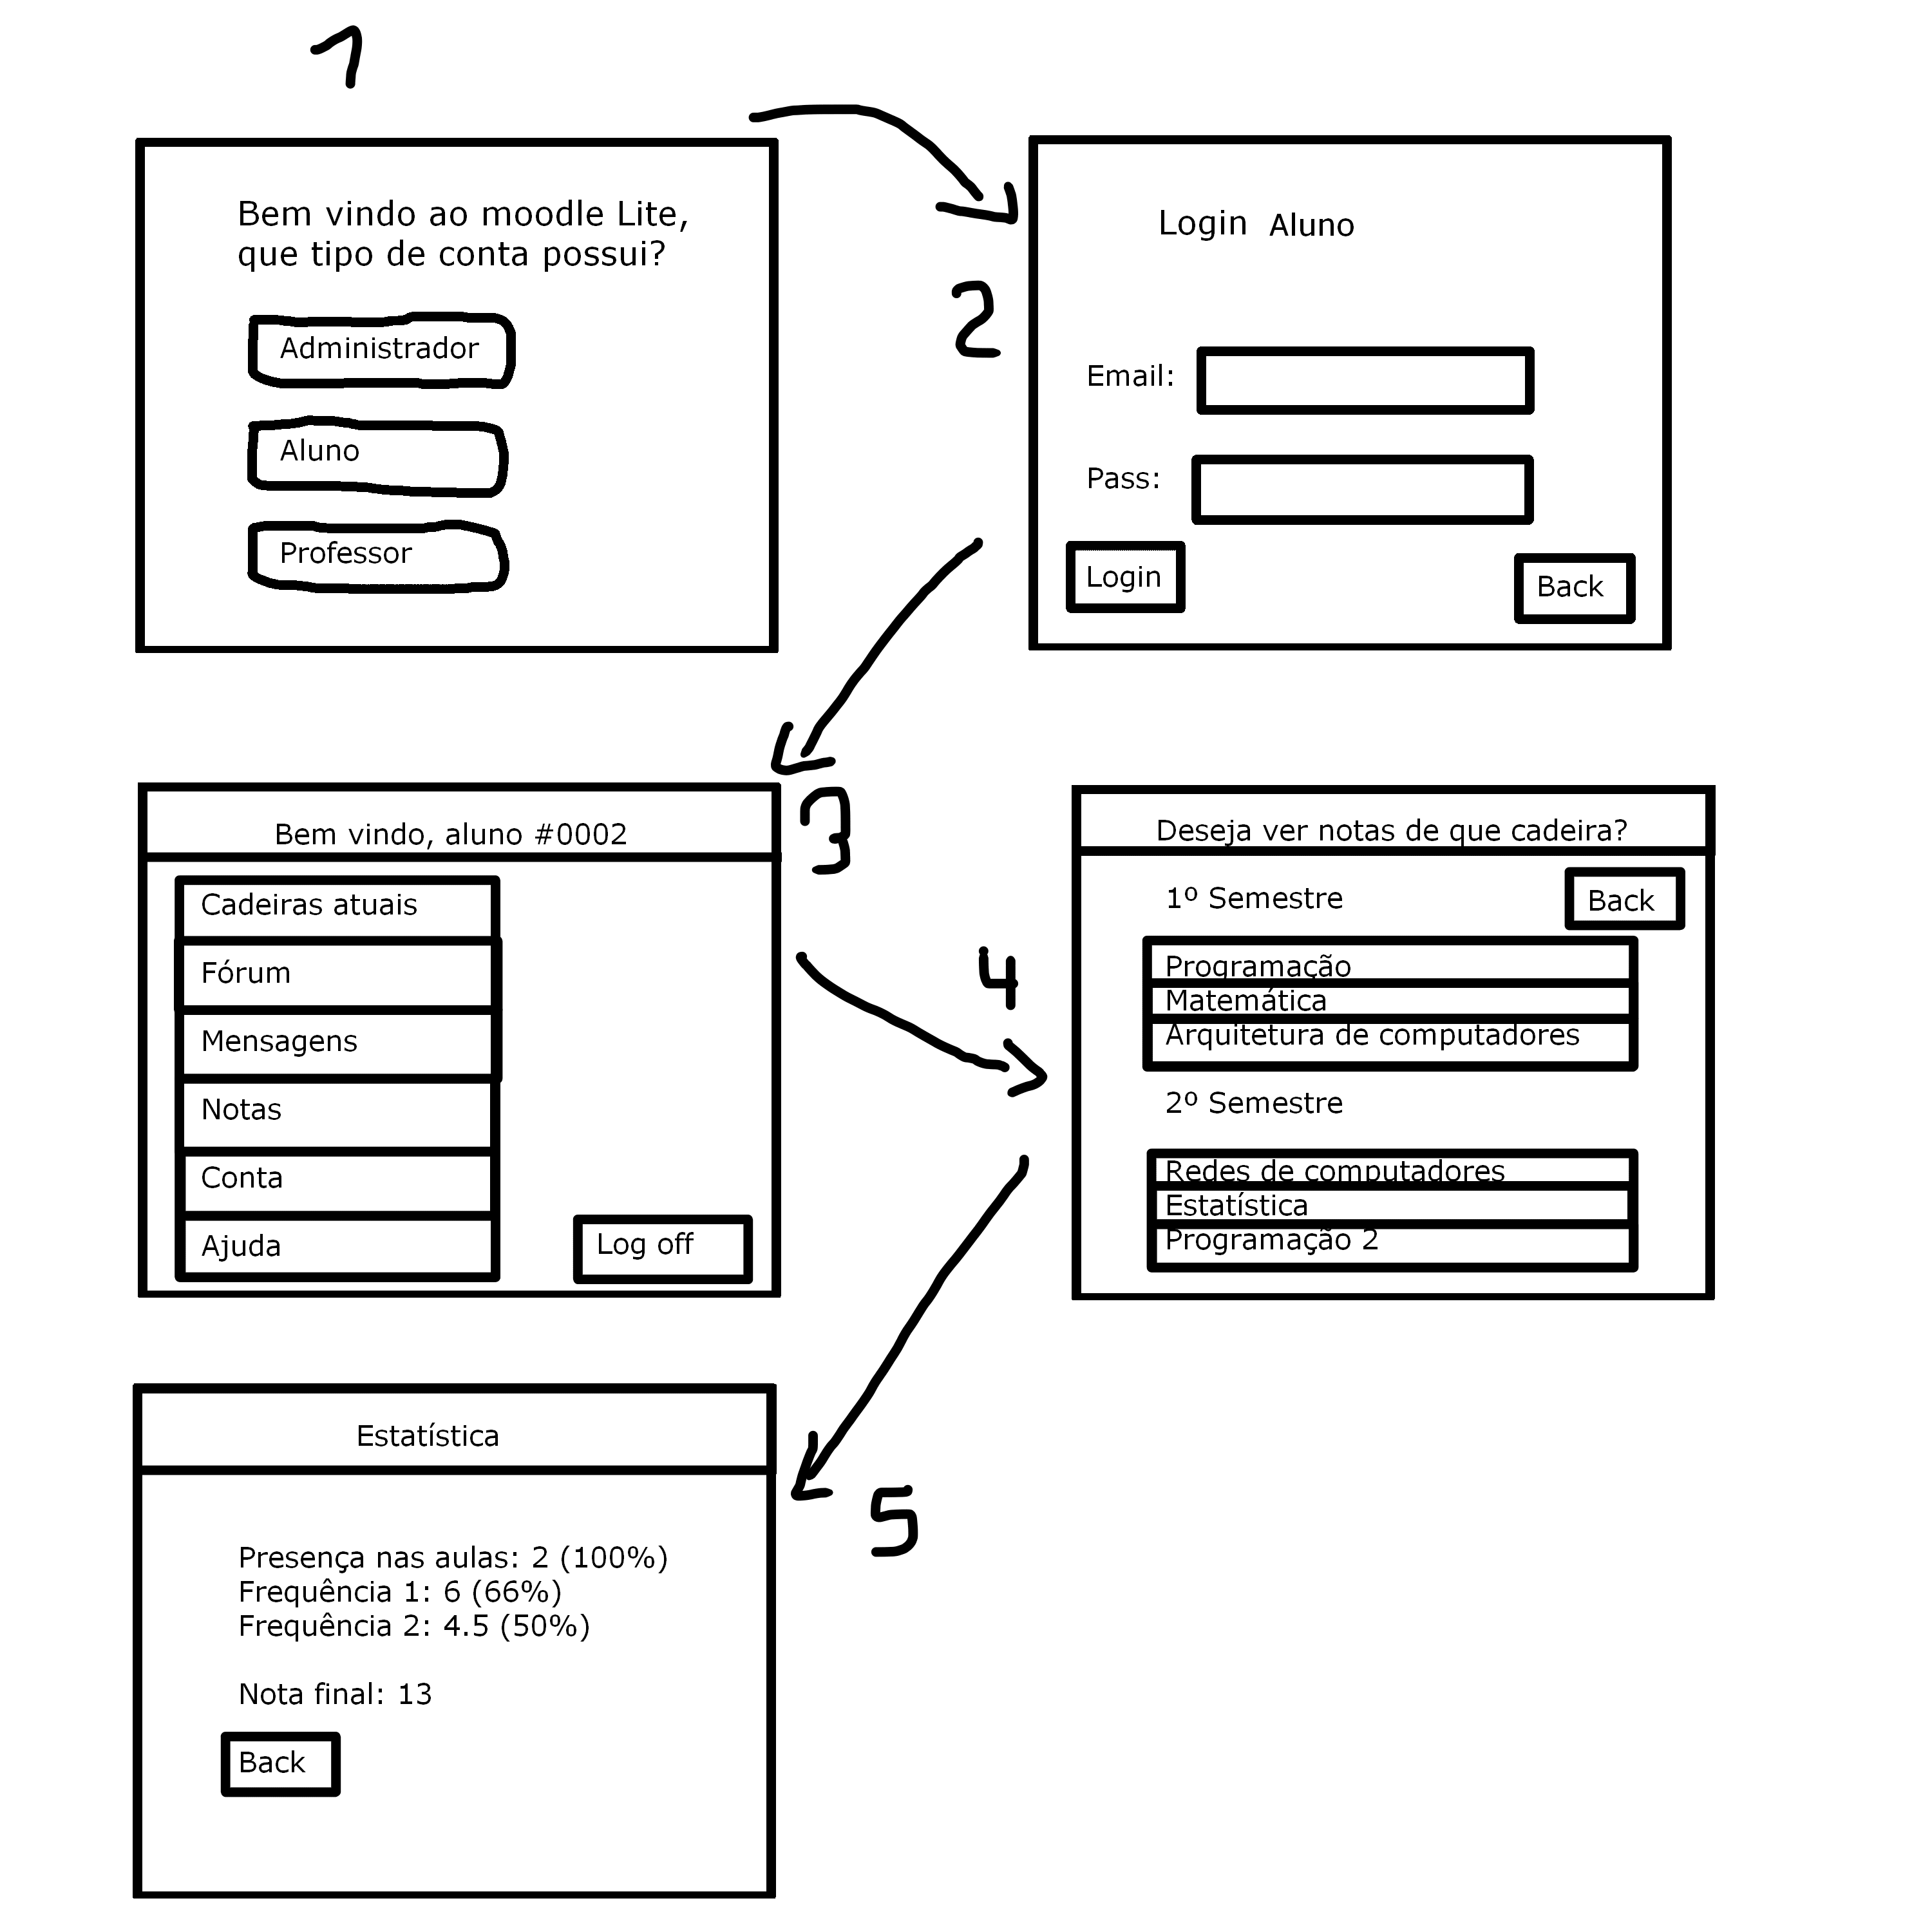 1
Bem vindo ao moodle Lite,
que tipo de conta possui?
Administrador
Aluno
Professor
2
Login Aluno
Email:
Pass:
Login
Back
3
Bem vindo, aluno #0002
Cadeiras atuais
Fórum
Mensagens
Notas
Conta
Ajuda
Log off
4
Deseja ver notas de que cadeira?
1º Semestre
Back
Programação
Matemática
Arquitetura de computadores
2º Semestre
Redes de computadores
Estatística
Programação 2
5
Estatística
Presença nas aulas: 2 (100%)
Frequência 1: 6 (66%)
Frequência 2: 4.5 (50%)
Nota final: 13
Back